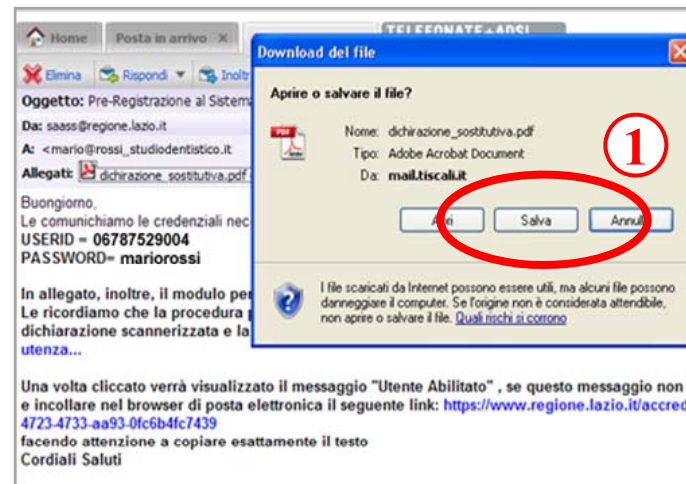 Home Posta in arrivo x
TELEFONATE+ADSL
Elimina Rispondi Inoltr
Oggetto: Pre-Registrazione al Sistema
Da: saass@regione.lazio.it
A: <mario@rossi_studiodentistico.it
Allegati: dichirazione_sostitutiva.pdf
Buongiorno,
Le comunichiamo le credenziali nec
USERID = 06787529004
PASSWORD= mariorossi
In allegato, inoltre, il modulo per
Le ricordiamo che la procedura p
dichiarazione scannerizzata e la
utenza...
Una volta cliccato verrà visualizzato il messaggio "Utente Abilitato" , se questo messaggio non
e incollare nel browser di posta elettronica il seguente link: https://www.regione.lazio.it/accred
4723-4733-aa93-0fc6b4fc7439
facendo attenzione a copiare esattamente il testo
Cordiali Saluti
Download del file
Aprire o salvare il file?
PDF
Nome: dichirazione_sostitutiva.pdf
Tipo: Adobe Acrobat Document
Da: mail.tiscali.it
1
Apri Salva Annulla
I file scaricati da Internet possono essere utili, ma alcuni file possono
danneggiare il computer. Se l'origine non è considerata attendibile,
non aprire o salvare il file. Quali rischi si corrono